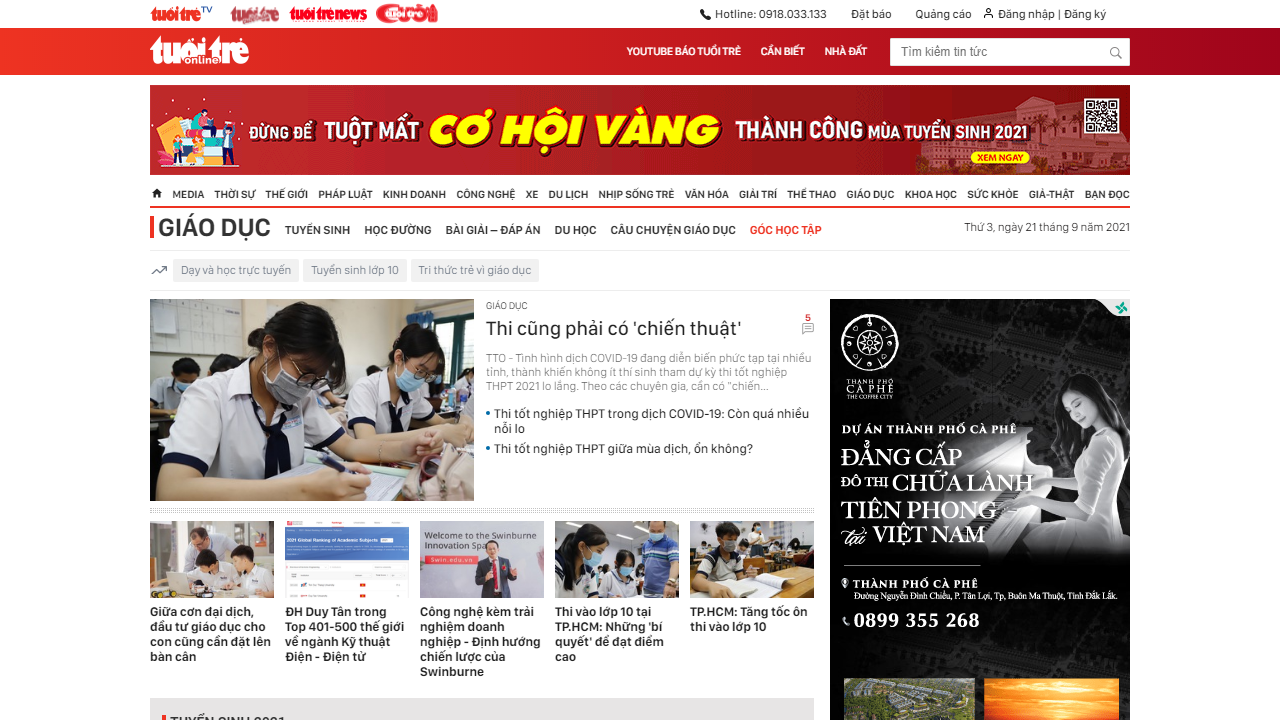 tuổi trẻ TV
tuổi trẻ
tuoitrenews
tuổi trẻ Cười
Hotline: 0918.033.133
Đặt báo
Quảng cáo
Đăng nhập | Đăng ký
tuổi trẻ online
YOUTUBE BÁO TUỔI TRẺ
CẦN BIẾT
NHÀ ĐẤT
Tìm kiếm tin tức
ĐỪNG ĐỂ TUỘT MẤT CƠ HỘI VÀNG THÀNH CÔNG MÙA TUYỂN SINH 2021
XEM NGAY
MEDIA THỜI SỰ THẾ GIỚI PHÁP LUẬT KINH DOANH CÔNG NGHỆ XE DU LỊCH NHỊP SỐNG TRẺ VĂN HÓA GIẢI TRÍ THỂ THAO GIÁO DỤC KHOA HỌC SỨC KHỎE GIẢ-THẬT BẠN ĐỌC
GIÁO DỤC TUYỂN SINH HỌC ĐƯỜNG BÀI GIẢI – ĐÁP ÁN DU HỌC CÂU CHUYỆN GIÁO DỤC GÓC HỌC TẬP
Thứ 3, ngày 21 tháng 9 năm 2021
Dạy và học trực tuyến
Tuyển sinh lớp 10
Tri thức trẻ vì giáo dục
GIÁO DỤC
Thi cũng phải có 'chiến thuật'
5
TTO - Tình hình dịch COVID-19 đang diễn biến phức tạp tại nhiều
tỉnh, thành khiến không ít thí sinh tham dự kỳ thi tốt nghiệp
THPT 2021 lo lắng. Theo các chuyên gia, cần có "chiến...
Thi tốt nghiệp THPT trong dịch COVID-19: Còn quá nhiều
nỗi lo
Thi tốt nghiệp THPT giữa mùa dịch, ổn không?
2021 Global Ranking of Academic Subjects
Welcome to the Swinburne
Innovation Space
Swin.edu.vn
Giữa cơn đại dịch,
đầu tư giáo dục cho
con cũng cần đặt lên
bàn cân
ĐH Duy Tân trong
Top 401-500 thế giới
về ngành Kỹ thuật
Điện - Điện tử
Công nghệ kèm trải
nghiệm doanh
nghiệp - Định hướng
chiến lược của
Swinburne
Thi vào lớp 10 tại
TP.HCM: Những 'bí
quyết' để đạt điểm
cao
TP.HCM: Tăng tốc ôn
thi vào lớp 10
TUYỂN SINH 2021
THÀNH PHỐ
CÀ PHÊ
THE COFFEE CITY
DỰ ÁN THÀNH PHỐ CÀ PHÊ
ĐẲNG CẤP
ĐÔ THỊ CHỮA LÀNH
TIÊN PHONG
tại VIỆT NAM
THÀNH PHỐ CÀ PHÊ
Đường Nguyễn Đình Chiểu, P. Tân Lợi, Tp, Buôn Ma Thuột, Tỉnh Đắk Lắk.
0899 355 268